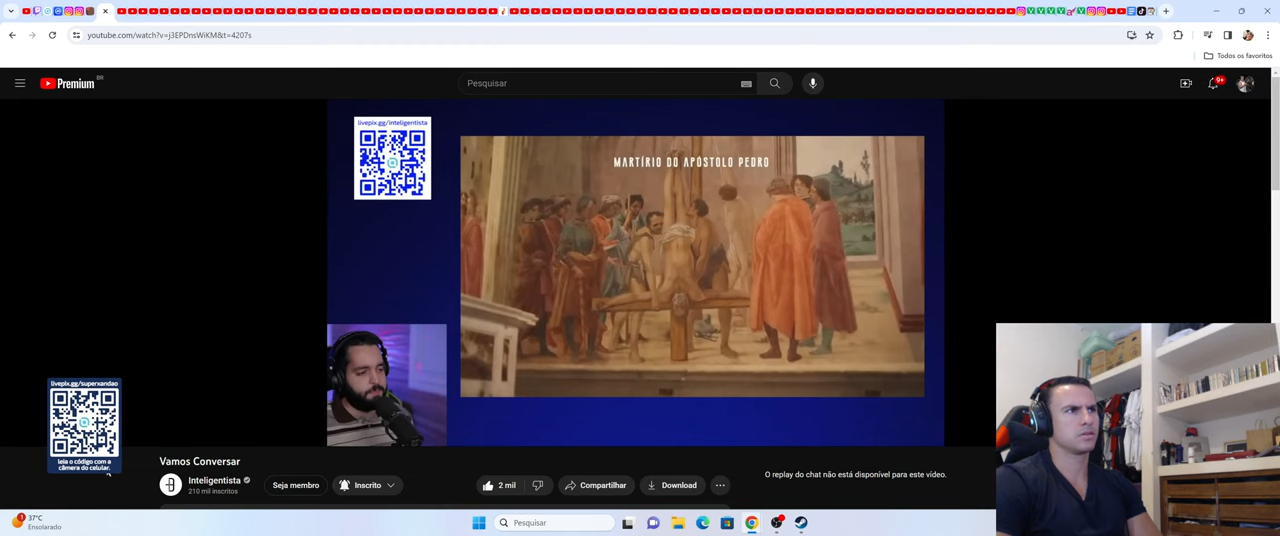 youtube.com/watch?v=j3EPDnsWiKM&t=4207s
Todos os favoritos
Premium BR
Pesquisar
9+
livepix.gg/inteligentista
MARTÍRIO DO APÓSTOLO PEDRO
livepix.gg/superxandao
leia o código com a
câmera do celular.
Vamos Conversar
Inteligentista
210 mil inscritos
Seja membro
Inscrito
2 mil
Compartilhar
Download
O replay do chat não está disponível para este vídeo.
1
37°C
Ensolarado
Pesquisar